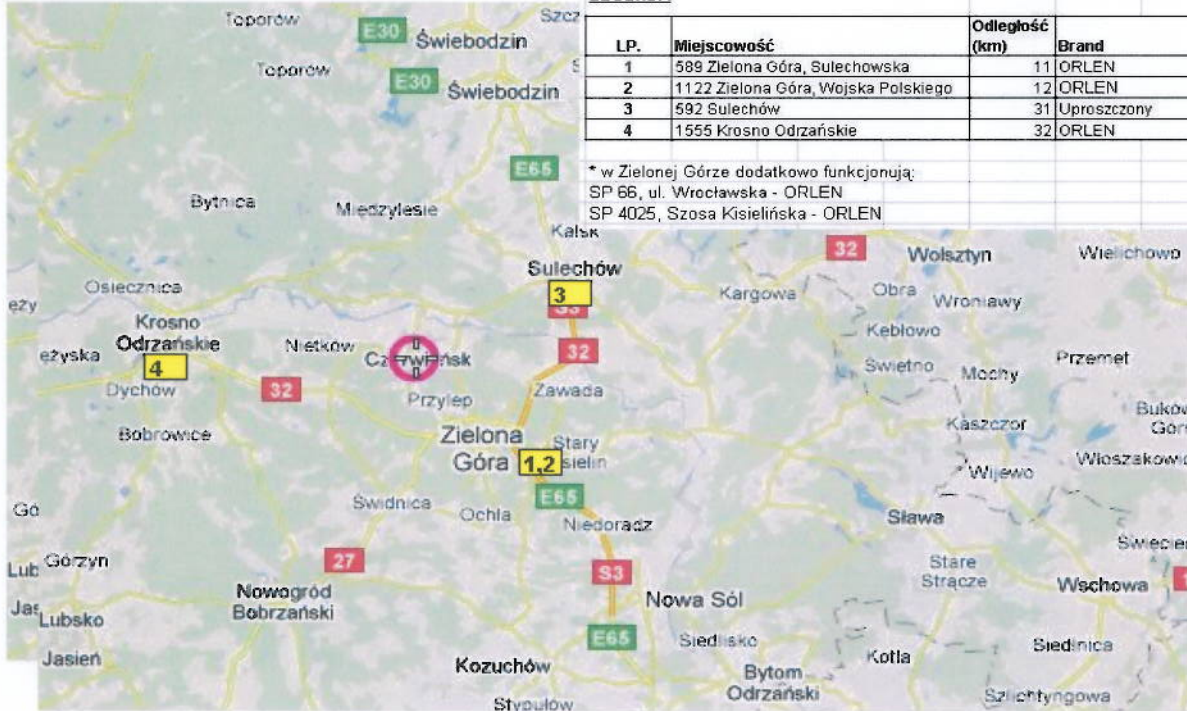 LP. Miejscowość Odległość (km) Brand
1 589 Zielona Góra, Sulechowska 11 ORLEN
2 1122 Zielona Góra, Wojska Polskiego 12 ORLEN
3 592 Sulechów 31 Uproszczony
4 1555 Krosno Odrzańskie 32 ORLEN
* w Zielonej Górze dodatkowo funkcjonują:
SP 66, ul. Wrocławska - ORLEN
SP 4025, Szosa Kisielińska - ORLEN
Toporów
E30
Świebodzin
Toporów
E30
Świebodzin
E65
Bytnica
Międzylesie
Kalsk
Sulechów
3
S3
32
Wolsztyn
Wielichowo
Osiecznica
Kargowa
Obra
Wroniawy
Krosno
Odrzańskie
4
Nietków
Czerwieńsk
32
Kębłowo
Świętno
Mochy
Przemęt
Dychów
32
Przylep
Zawada
Bobrowice
Zielona
Góra
1,2
Stary
Kaszczor
Wijewo
E65
Świdnica
Ochla
Niedoradz
Sława
Górzyn
27
S3
Stare
Strącze
Wschowa
Nowogród
Bobrzański
Nowa Sól
Lubsko
E65
Siedlisko
Siedlnica
Jasień
Kozuchów
Kotla
Bytom
Odrzański
Stypułów
Szlichtyngowa